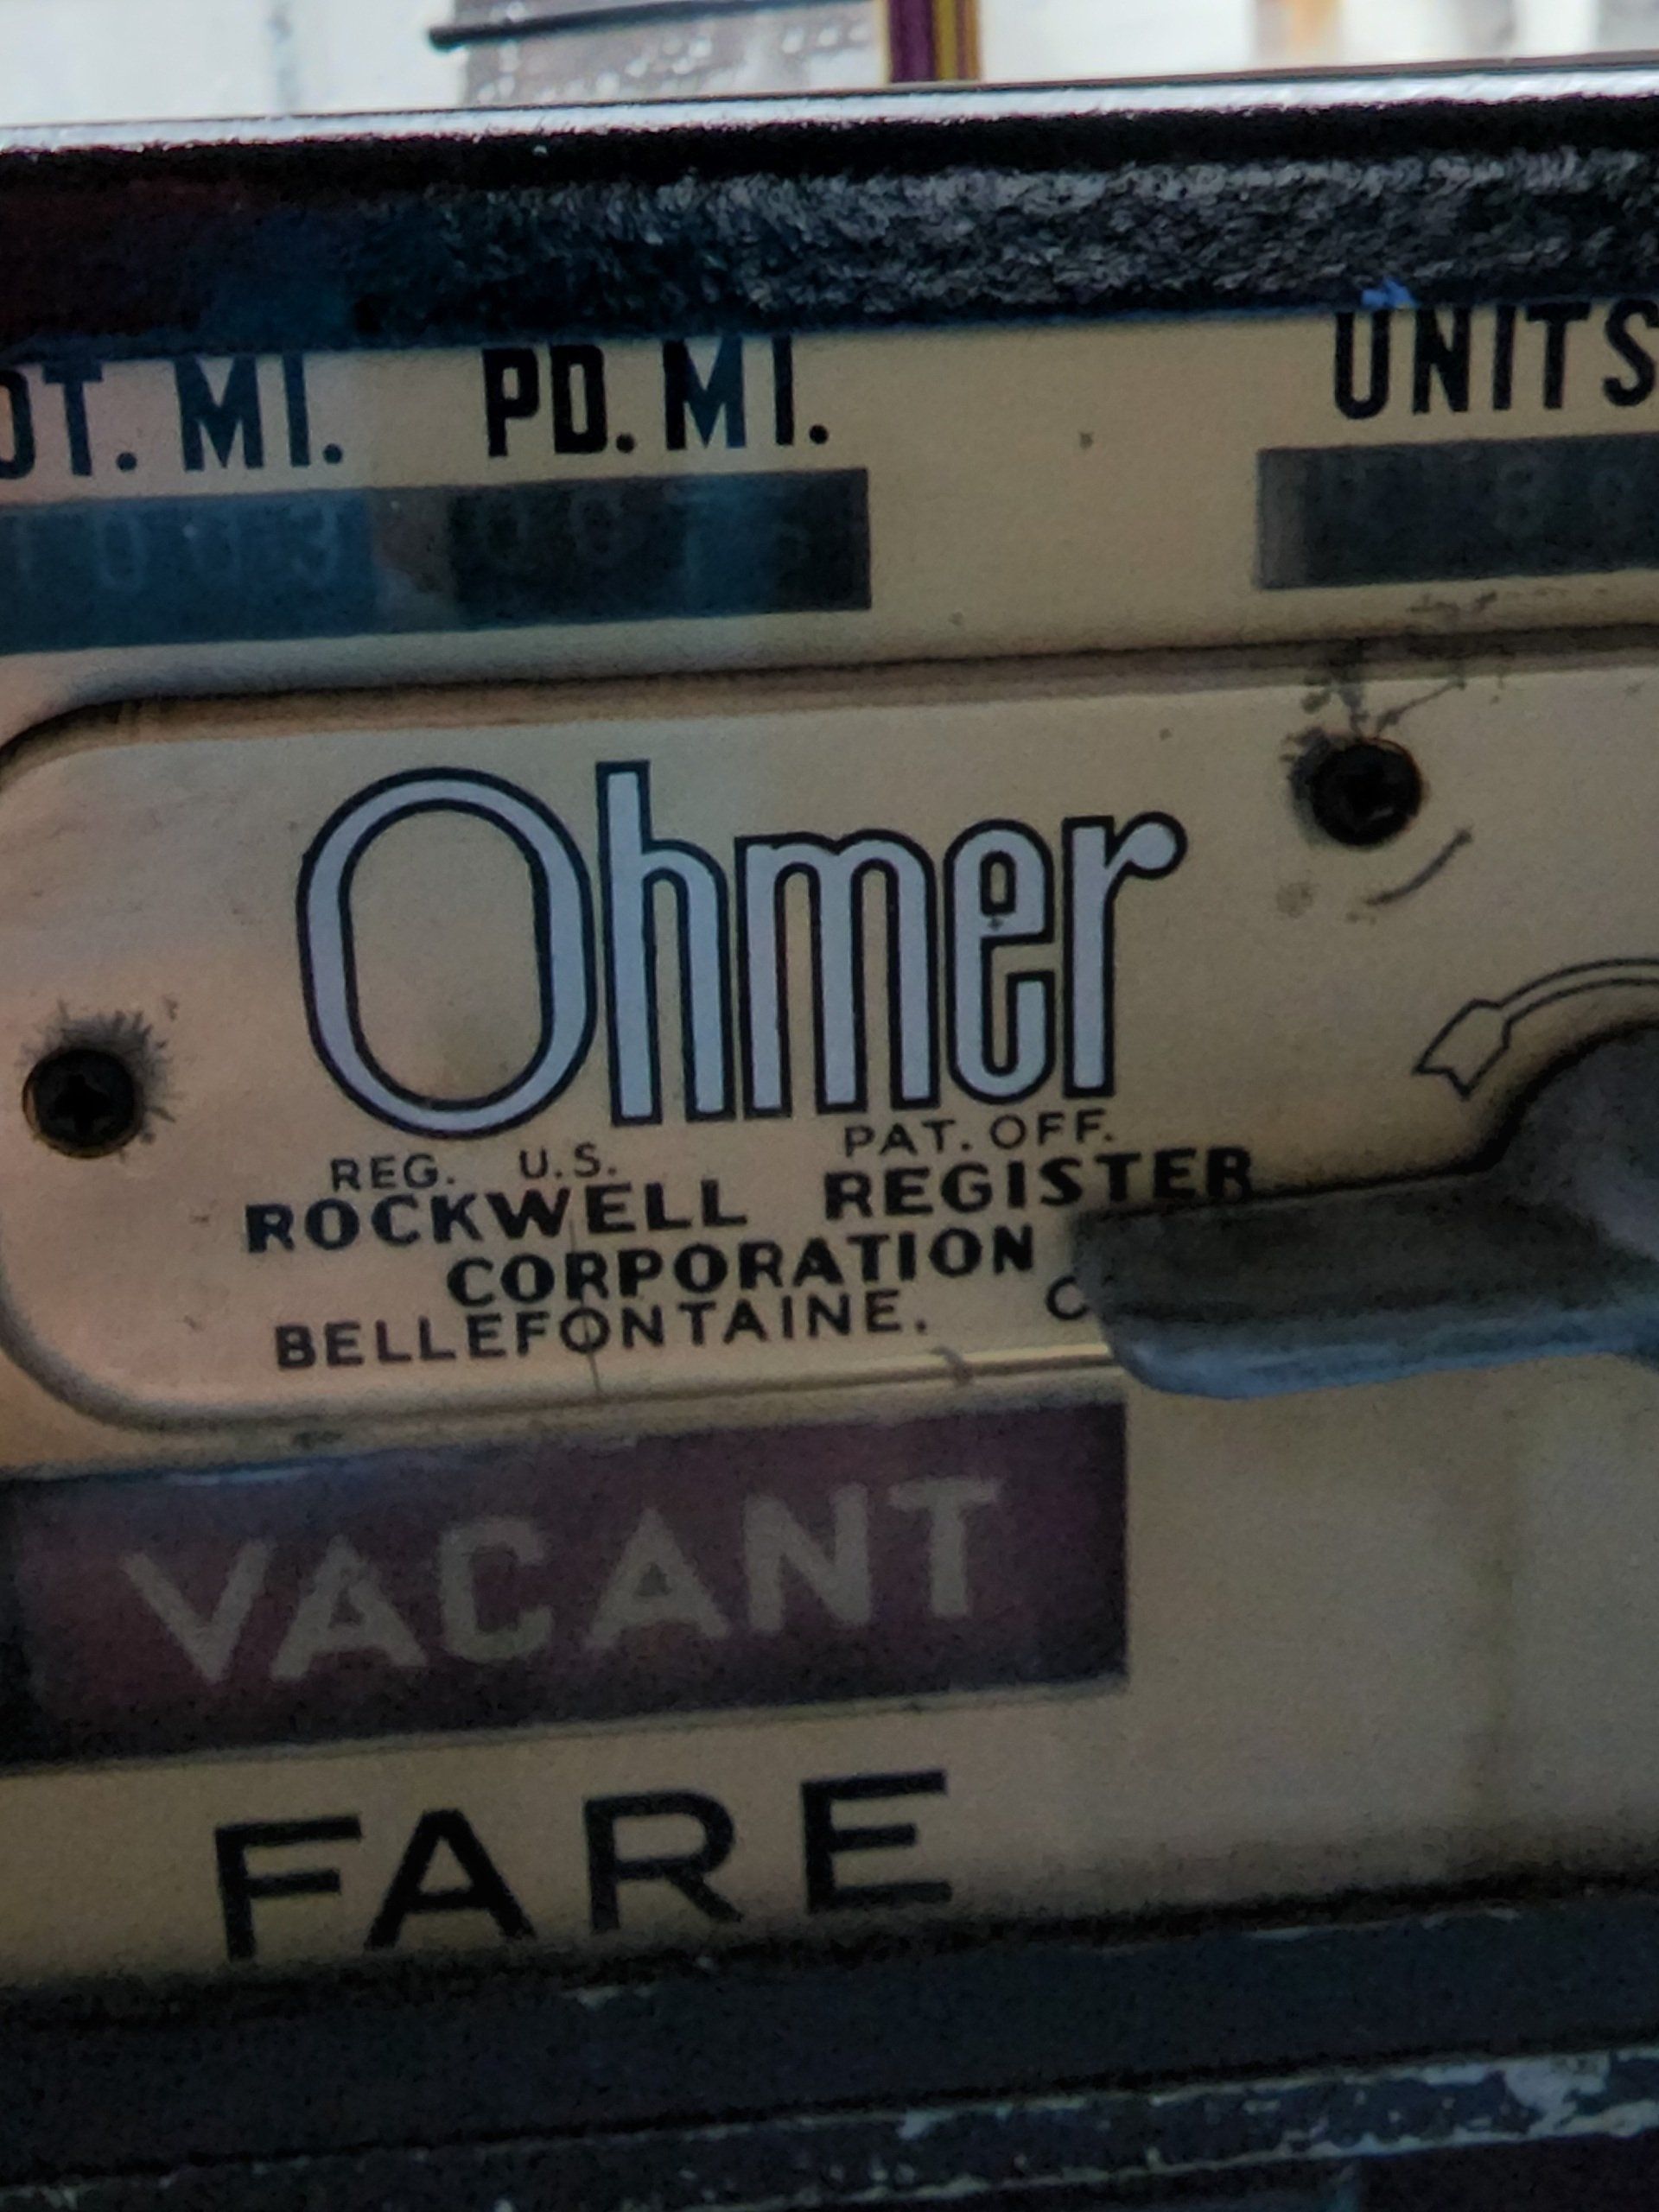 OT. MI. PD. MI. UNITS
Ohmer
REG. U.S. PAT. OFF.
ROCKWELL REGISTER
CORPORATION
BELLEFONTAINE.
VACANT
FARE